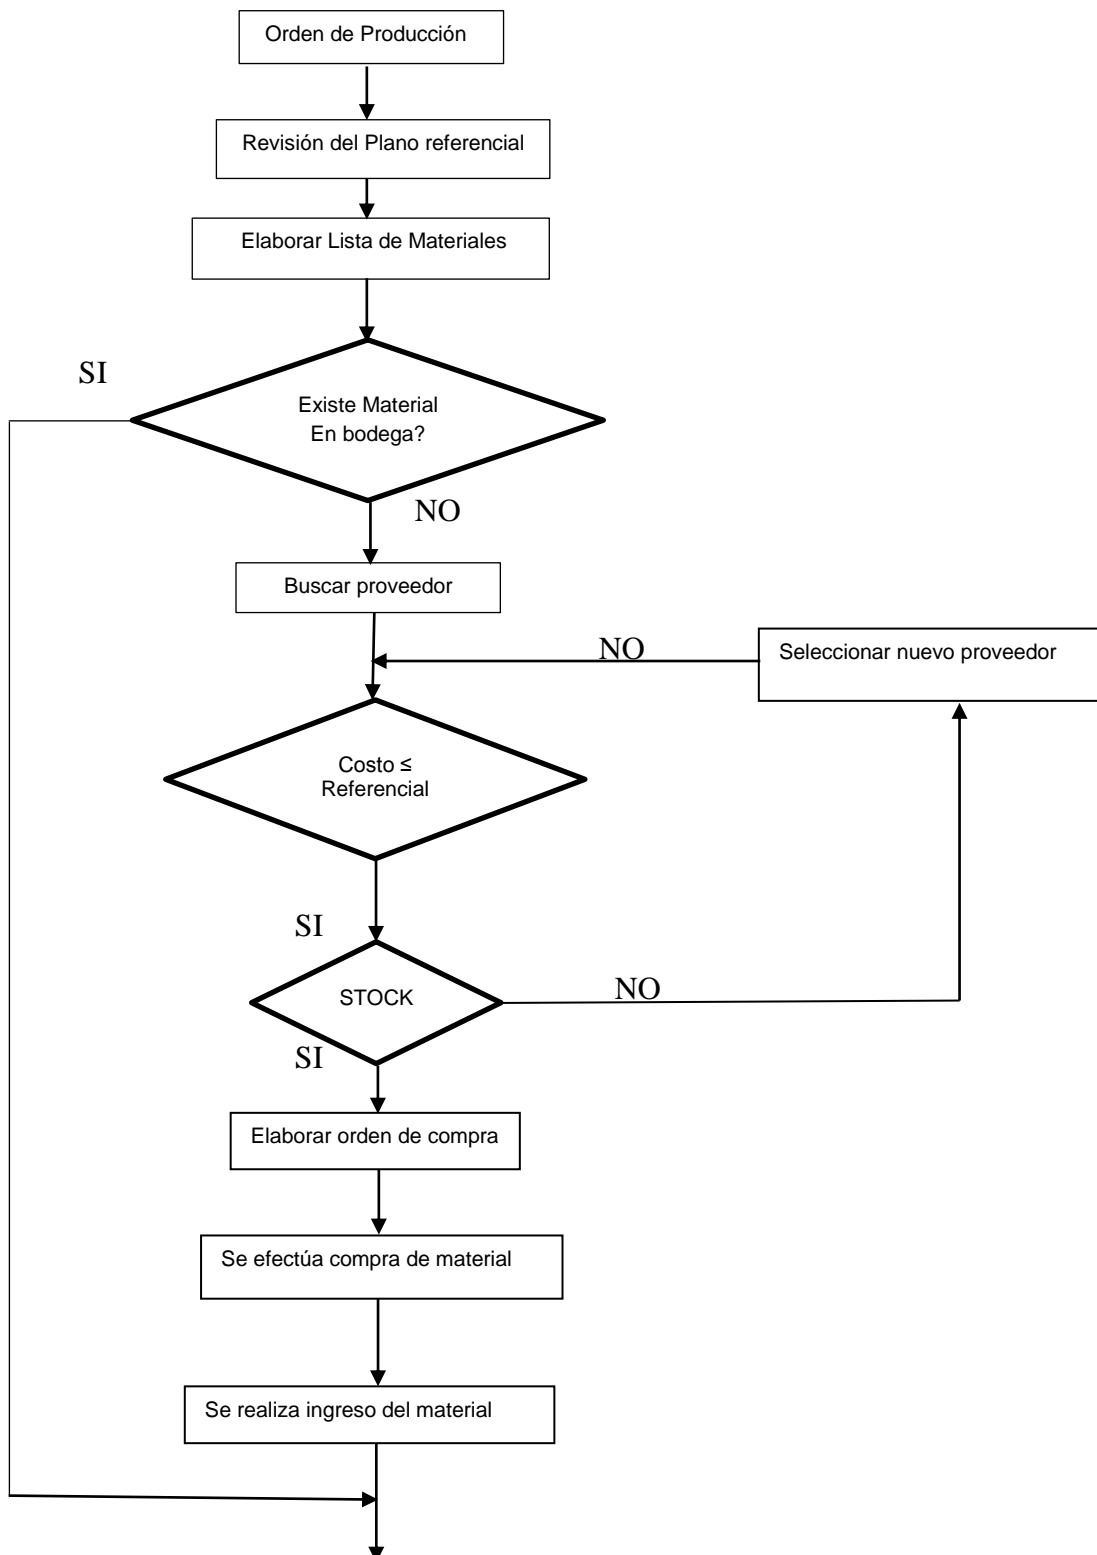 Orden de Producción
Revisión del Plano referencial
Elaborar Lista de Materiales
SI
Existe Material
En bodega?
NO
Buscar proveedor
NO
Seleccionar nuevo proveedor
Costo ≤
Referencial
SI
STOCK
NO
SI
Elaborar orden de compra
Se efectúa compra de material
Se realiza ingreso del material